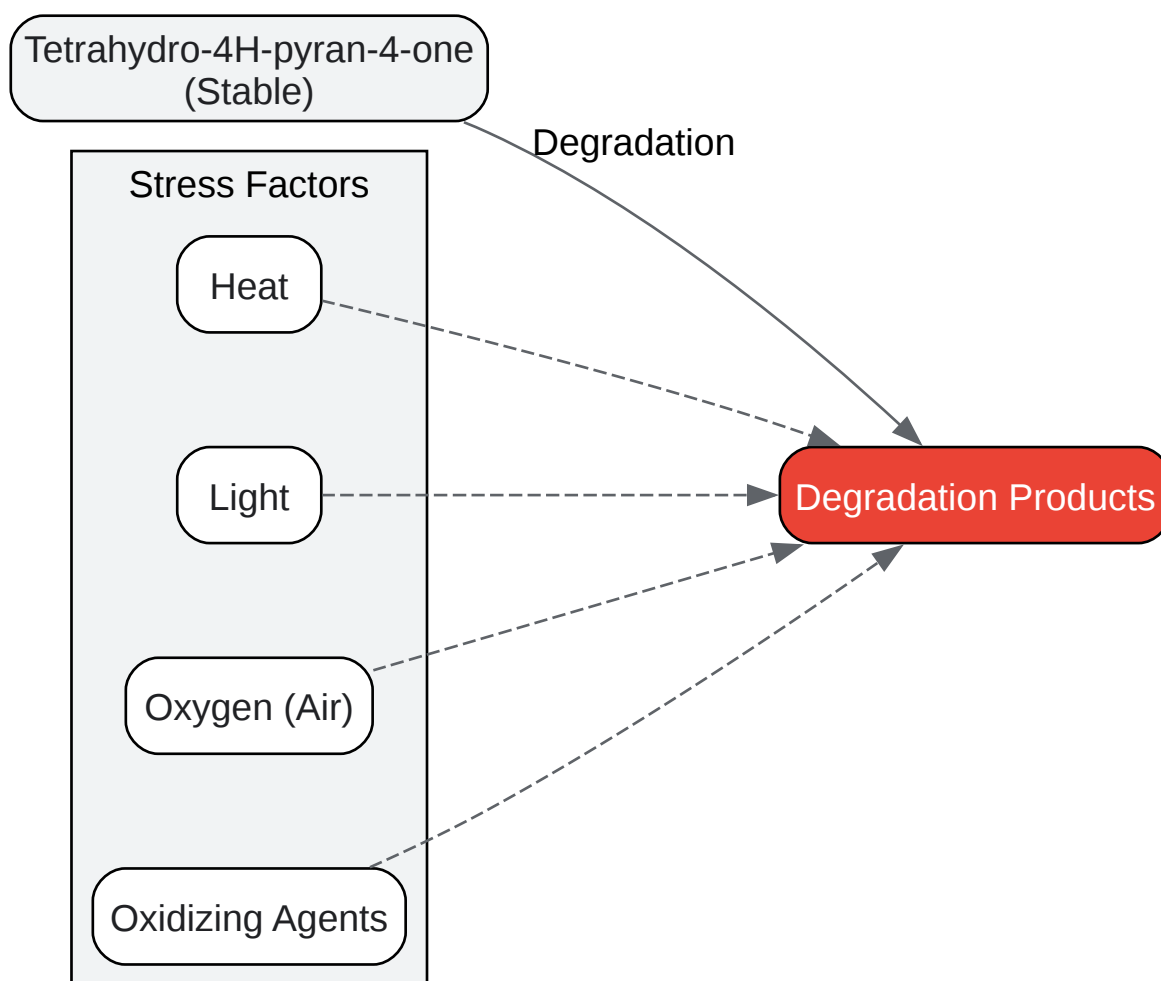 Tetrahydro-4H-pyran-4-one
(Stable)
Degradation
Stress Factors
Heat
Light
Degradation Products
Oxygen (Air)
Oxidizing Agents